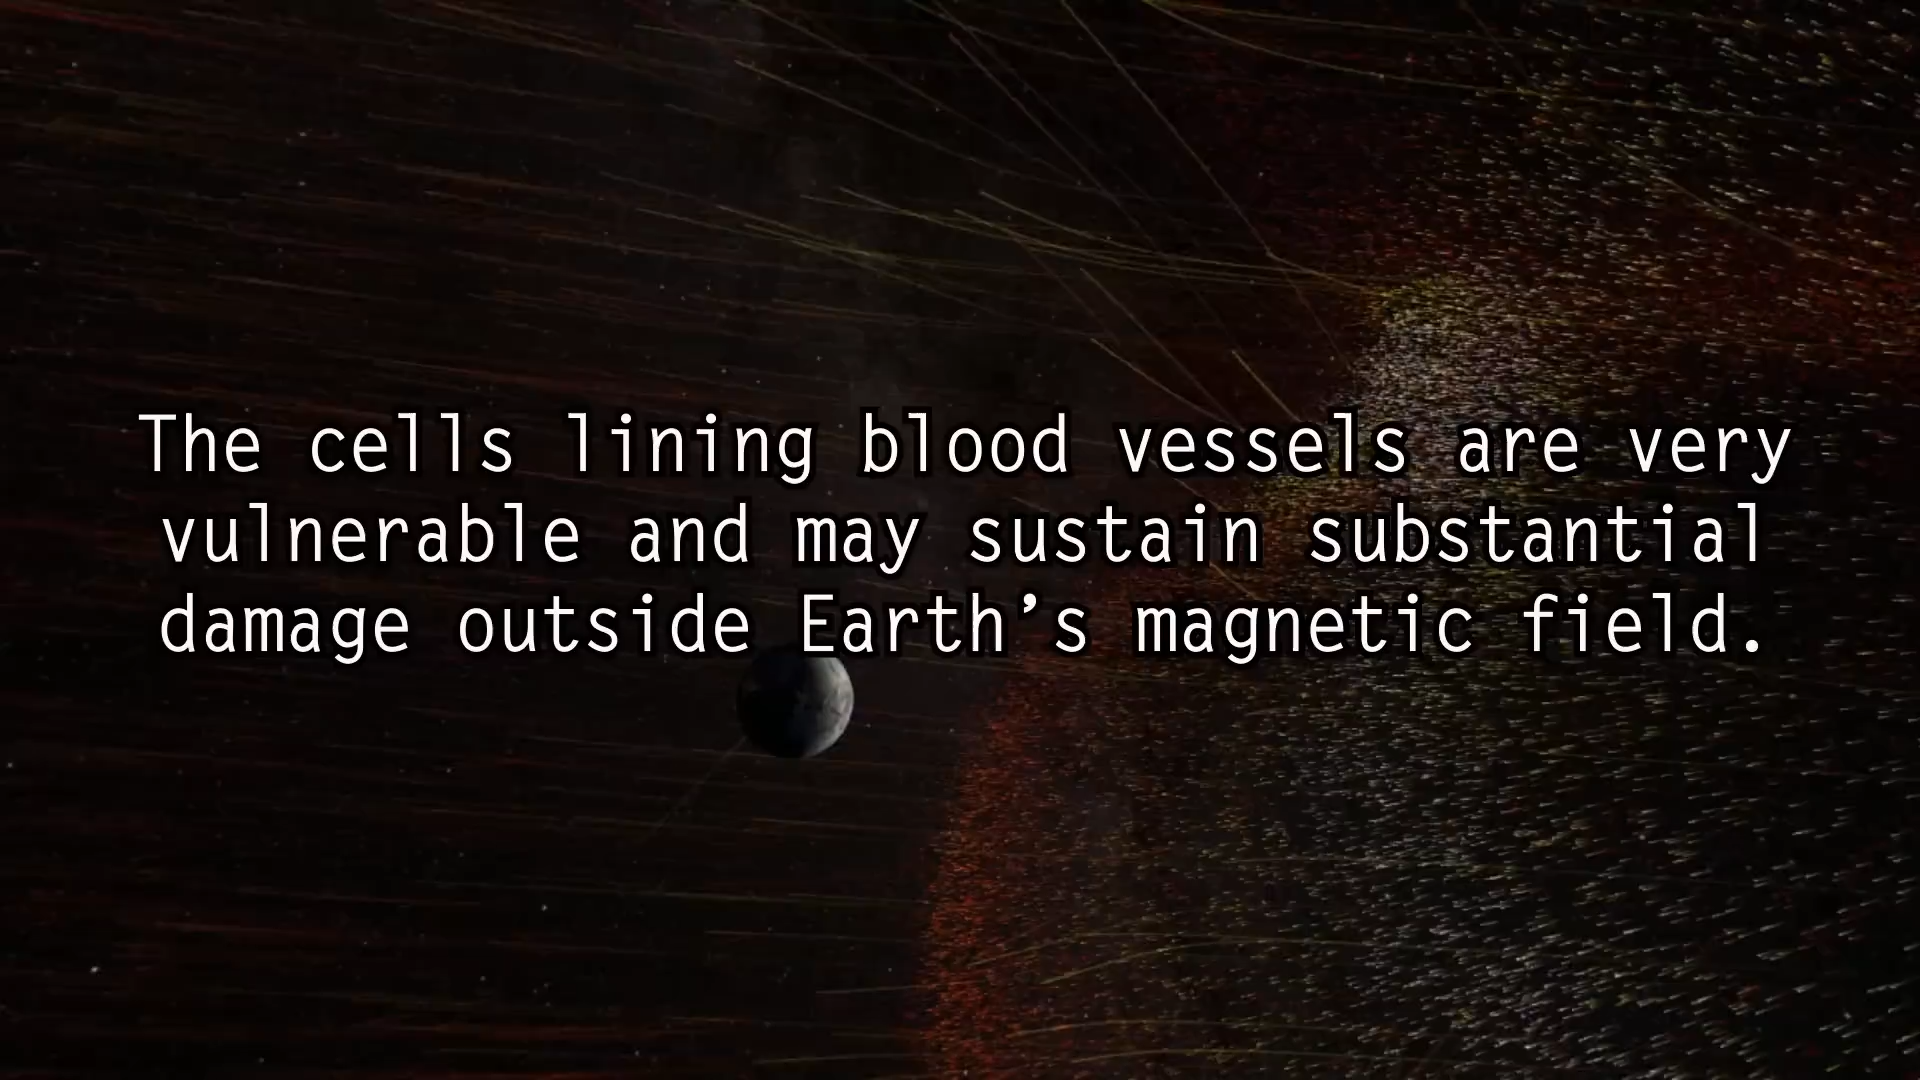 The cells lining blood vessels are very
vulnerable and may sustain substantial
damage outside Earth’s magnetic field.